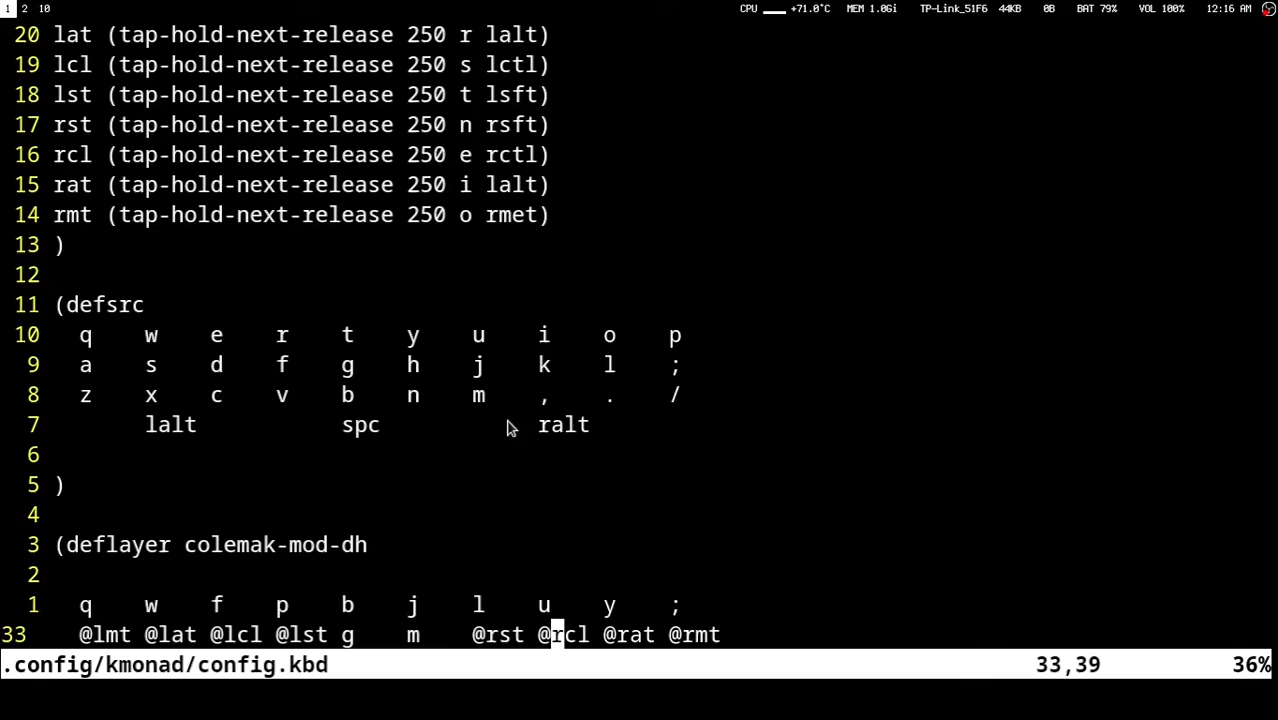 1 2 10 CPU +71.0°C MEM 1.0Gi TP-Link_51F6 44KB 0B BAT 79% VOL 100% 12:16 AM
20 lat (tap-hold-next-release 250 r lalt)
19 lcl (tap-hold-next-release 250 s lctl)
18 lst (tap-hold-next-release 250 t lsft)
17 rst (tap-hold-next-release 250 n rsft)
16 rcl (tap-hold-next-release 250 e rctl)
15 rat (tap-hold-next-release 250 i lalt)
14 rmt (tap-hold-next-release 250 o rmet)
13 )
12
11 (defsrc
10 q w e r t y u i o p
9 a s d f g h j k l ;
8 z x c v b n m , . /
7 lalt spc ralt
6
5 )
4
3 (deflayer colemak-mod-dh
2
1 q w f p b j l u y ;
33 @lmt @lat @lcl @lst g m @rst @rcl @rat @rmt
.config/kmonad/config.kbd 33,39 36%